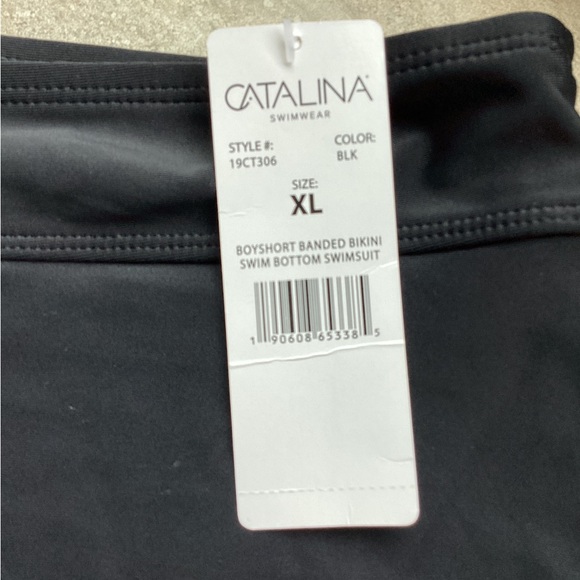 CATALINA®
SWIMWEAR
STYLE #: COLOR:
19CT306 BLK
SIZE:
XL
BOYSHORT BANDED BIKINI
SWIM BOTTOM SWIMSUIT
1 90608 65338 5